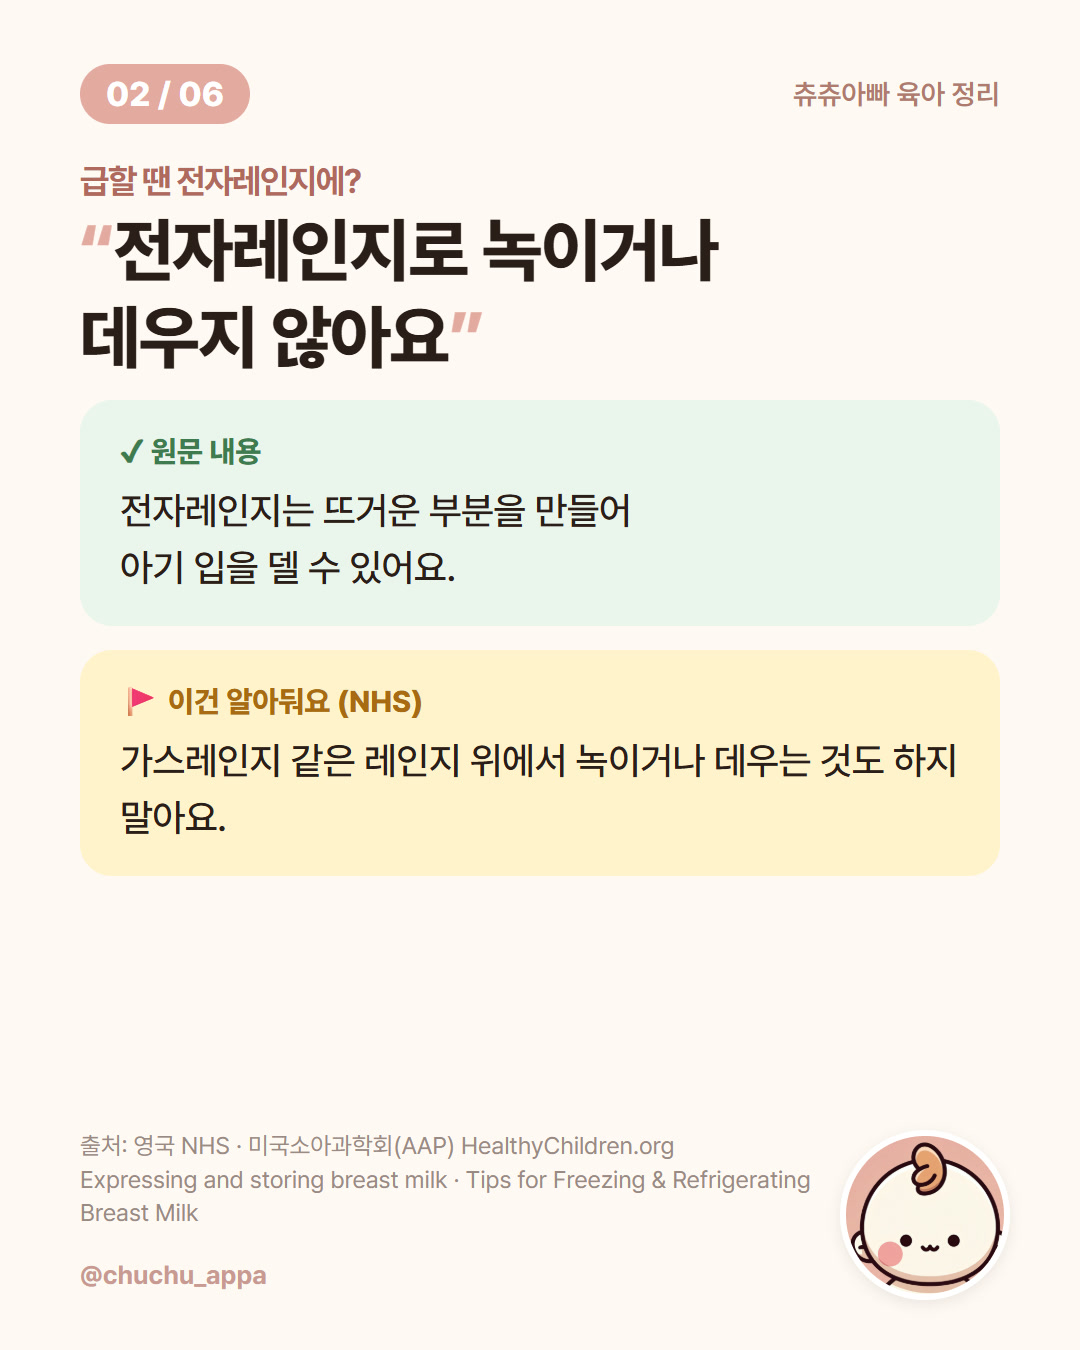 02 / 06
츄츄아빠 육아 정리
급할 땐 전자레인지에?
“전자레인지로 녹이거나
데우지 않아요”
✔ 원문 내용
전자레인지는 뜨거운 부분을 만들어
아기 입을 델 수 있어요.
🚩 이건 알아둬요 (NHS)
가스레인지 같은 레인지 위에서 녹이거나 데우는 것도 하지
말아요.
출처: 영국 NHS · 미국소아과학회(AAP) HealthyChildren.org
Expressing and storing breast milk · Tips for Freezing & Refrigerating
Breast Milk
@chuchu_appa